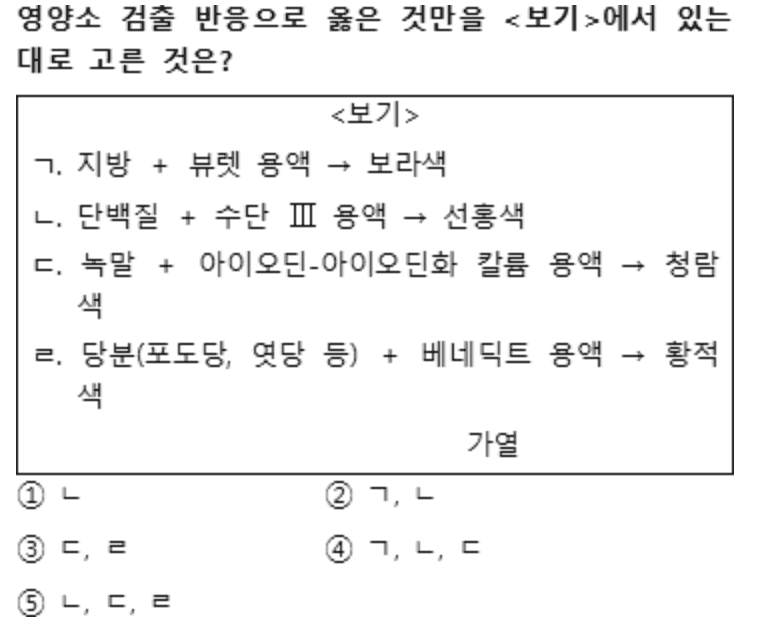 영양소 검출 반응으로 옳은 것만을 <보기>에서 있는
대로 고른 것은?
<보기>
ㄱ. 지방 + 뷰렛 용액 → 보라색
ㄴ. 단백질 + 수단 Ⅲ 용액 → 선홍색
ㄷ. 녹말 + 아이오딘-아이오딘화 칼륨 용액 → 청람
색
ㄹ. 당분(포도당, 엿당 등) + 베네딕트 용액 → 황적
색
가열
① ㄴ ② ㄱ, ㄴ
③ ㄷ, ㄹ ④ ㄱ, ㄴ, ㄷ
⑤ ㄴ, ㄷ, ㄹ